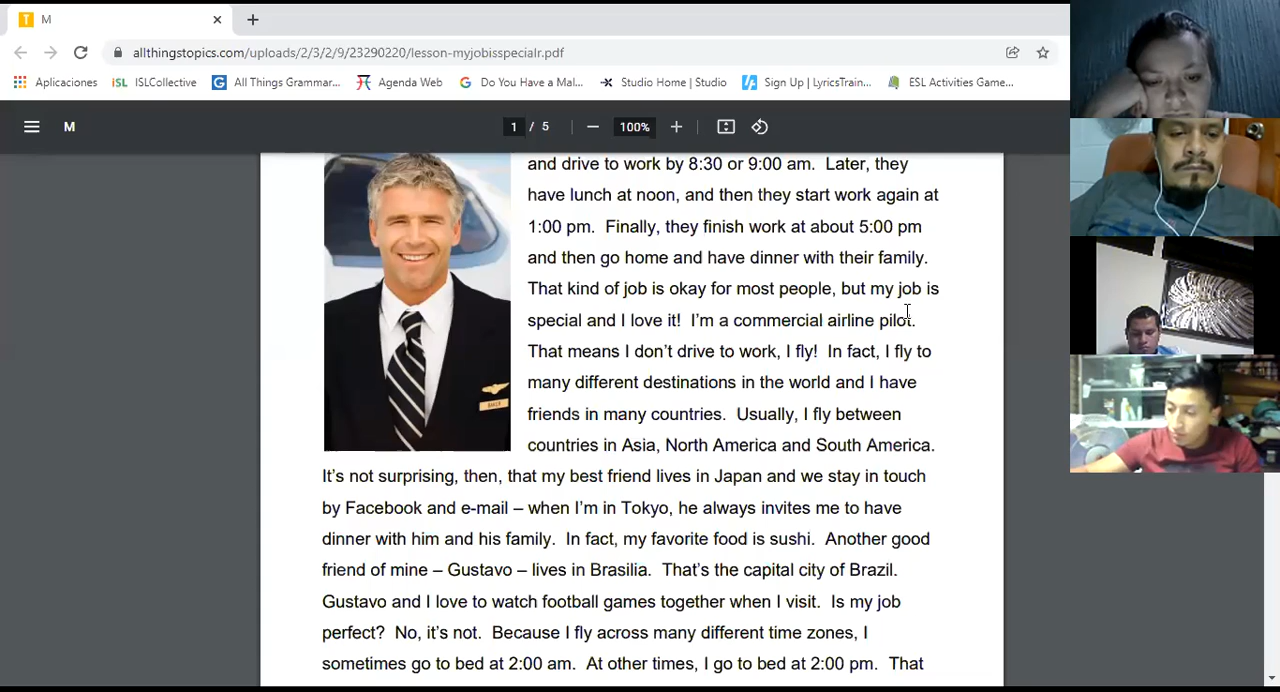 M
allthingstopics.com/uploads/2/3/2/9/23290220/lesson-myjobisspecialr.pdf
Aplicaciones iSL ISLCollective G All Things Grammar... Agenda Web G Do You Have a Mal... Studio Home | Studio Sign Up | LyricsTrain... ESL Activities Game...
M 1 / 5 100%
and drive to work by 8:30 or 9:00 am. Later, they
have lunch at noon, and then they start work again at
1:00 pm. Finally, they finish work at about 5:00 pm
and then go home and have dinner with their family.
That kind of job is okay for most people, but my job is
special and I love it! I'm a commercial airline pilot.
That means I don't drive to work, I fly! In fact, I fly to
many different destinations in the world and I have
friends in many countries. Usually, I fly between
countries in Asia, North America and South America.
It's not surprising, then, that my best friend lives in Japan and we stay in touch
by Facebook and e-mail – when I'm in Tokyo, he always invites me to have
dinner with him and his family. In fact, my favorite food is sushi. Another good
friend of mine – Gustavo – lives in Brasilia. That's the capital city of Brazil.
Gustavo and I love to watch football games together when I visit. Is my job
perfect? No, it's not. Because I fly across many different time zones, I
sometimes go to bed at 2:00 am. At other times, I go to bed at 2:00 pm. That